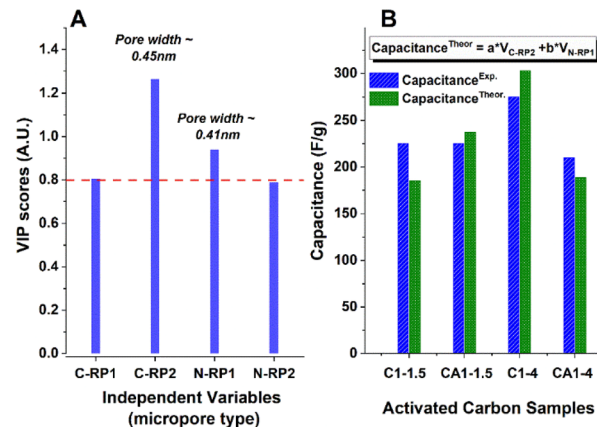 A
Pore width ~
0.45nm
Pore width ~
0.41nm
VIP scores (A.U.)
1.4
1.2
1.0
0.8
0.6
0.4
0.2
0.0
C-RP1 C-RP2 N-RP1 N-RP2
Independent Variables
(micropore type)
B
Capacitance^Theor = a*V_C-RP2 +b*V_N-RP1
Capacitance^Exp.
Capacitance^Theor.
Capacitance (F/g)
300
250
200
150
100
50
0
C1-1.5 CA1-1.5 C1-4 CA1-4
Activated Carbon Samples